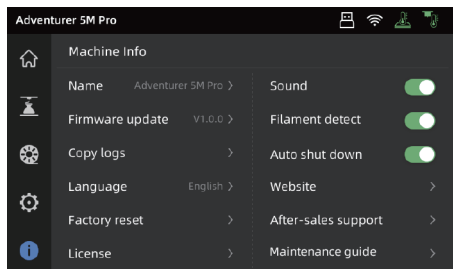 Adventurer 5M Pro
Machine Info
Name Adventurer 5M Pro >
Firmware update V1.0.0 >
Copy logs >
Language English >
Factory reset >
License >
Sound
Filament detect
Auto shut down
Website >
After-sales support >
Maintenance guide >